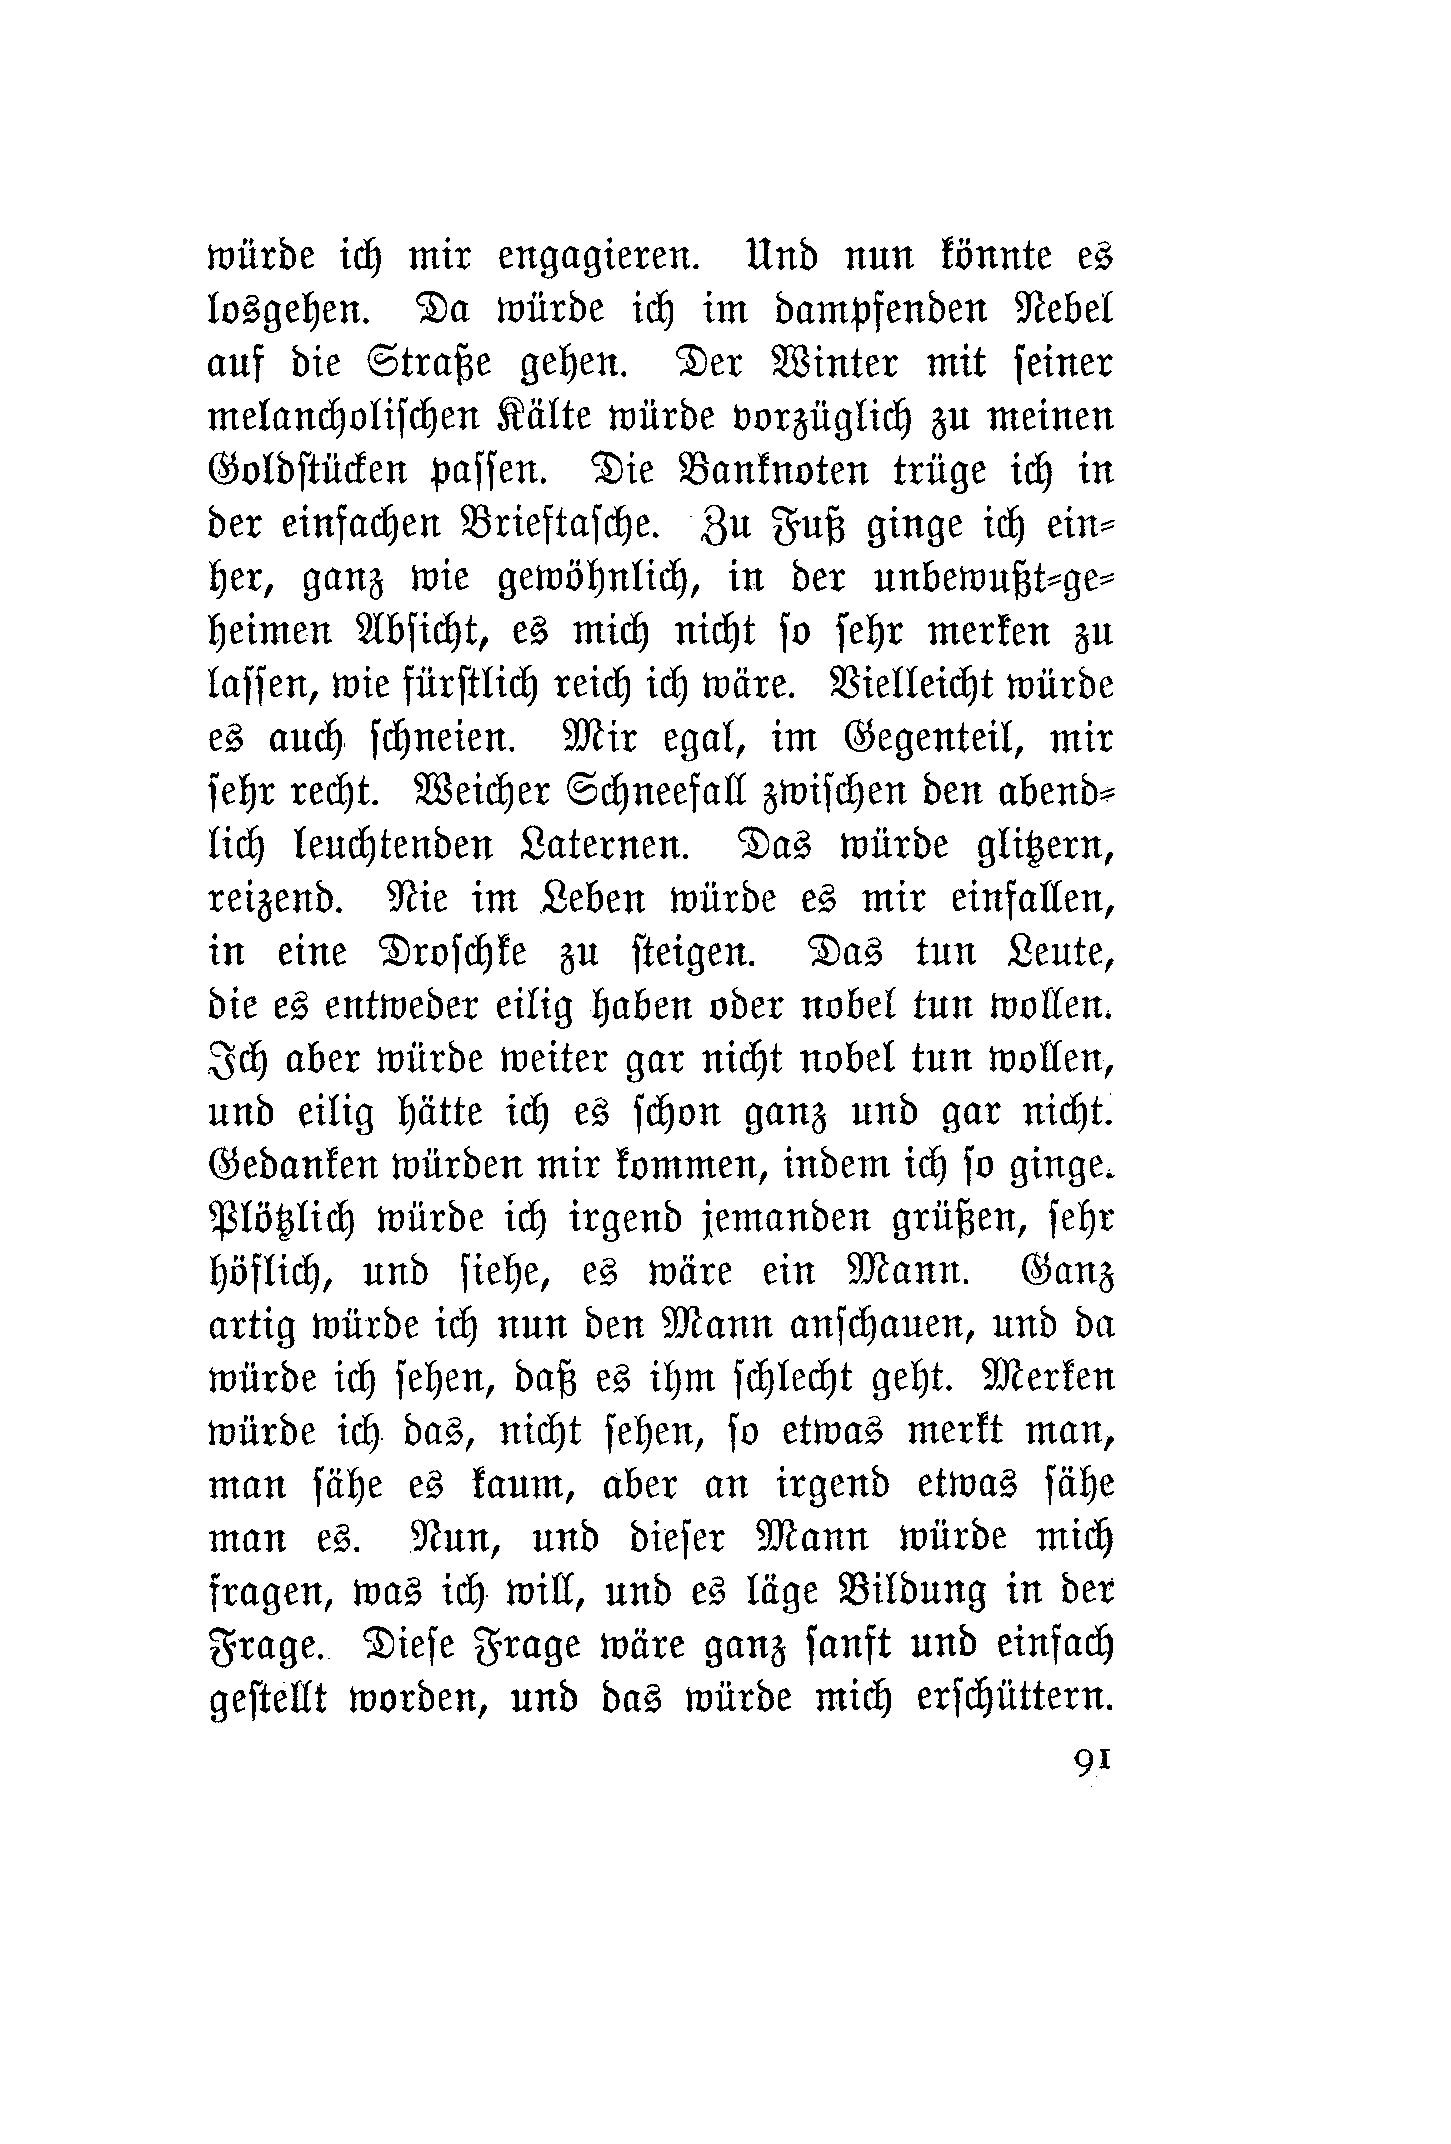 würde ich mir engagieren. Und nun könnte es
losgehen. Da würde ich im dampfenden Nebel
auf die Straße gehen. Der Winter mit ſeiner
melancholiſchen Kälte würde vorzüglich zu meinen
Goldſtücken paſſen. Die Banknoten trüge ich in
der einfachen Brieftaſche. Zu Fuß ginge ich ein⸗
her, ganz wie gewöhnlich, in der unbewußt⸗ge⸗
heimen Abſicht, es mich nicht ſo ſehr merken zu
laſſen, wie fürſtlich reich ich wäre. Vielleicht würde
es auch ſchneien. Mir egal, im Gegenteil, mir
ſehr recht. Weicher Schneefall zwiſchen den abend⸗
lich leuchtenden Laternen. Das würde glitzern,
reizend. Nie im Leben würde es mir einfallen,
in eine Droſchke zu ſteigen. Das tun Leute,
die es entweder eilig haben oder nobel tun wollen.
Ich aber würde weiter gar nicht nobel tun wollen,
und eilig hätte ich es ſchon ganz und gar nicht.
Gedanken würden mir kommen, indem ich ſo ginge.
Plötzlich würde ich irgend jemanden grüßen, ſehr
höflich, und ſiehe, es wäre ein Mann. Ganz
artig würde ich nun den Mann anſchauen, und da
würde ich ſehen, daß es ihm ſchlecht geht. Merken
würde ich das, nicht ſehen, ſo etwas merkt man,
man ſähe es kaum, aber an irgend etwas ſähe
man es. Nun, und dieſer Mann würde mich
fragen, was ich will, und es läge Bildung in der
Frage. Dieſe Frage wäre ganz ſanft und einfach
geſtellt worden, und das würde mich erſchüttern.
91